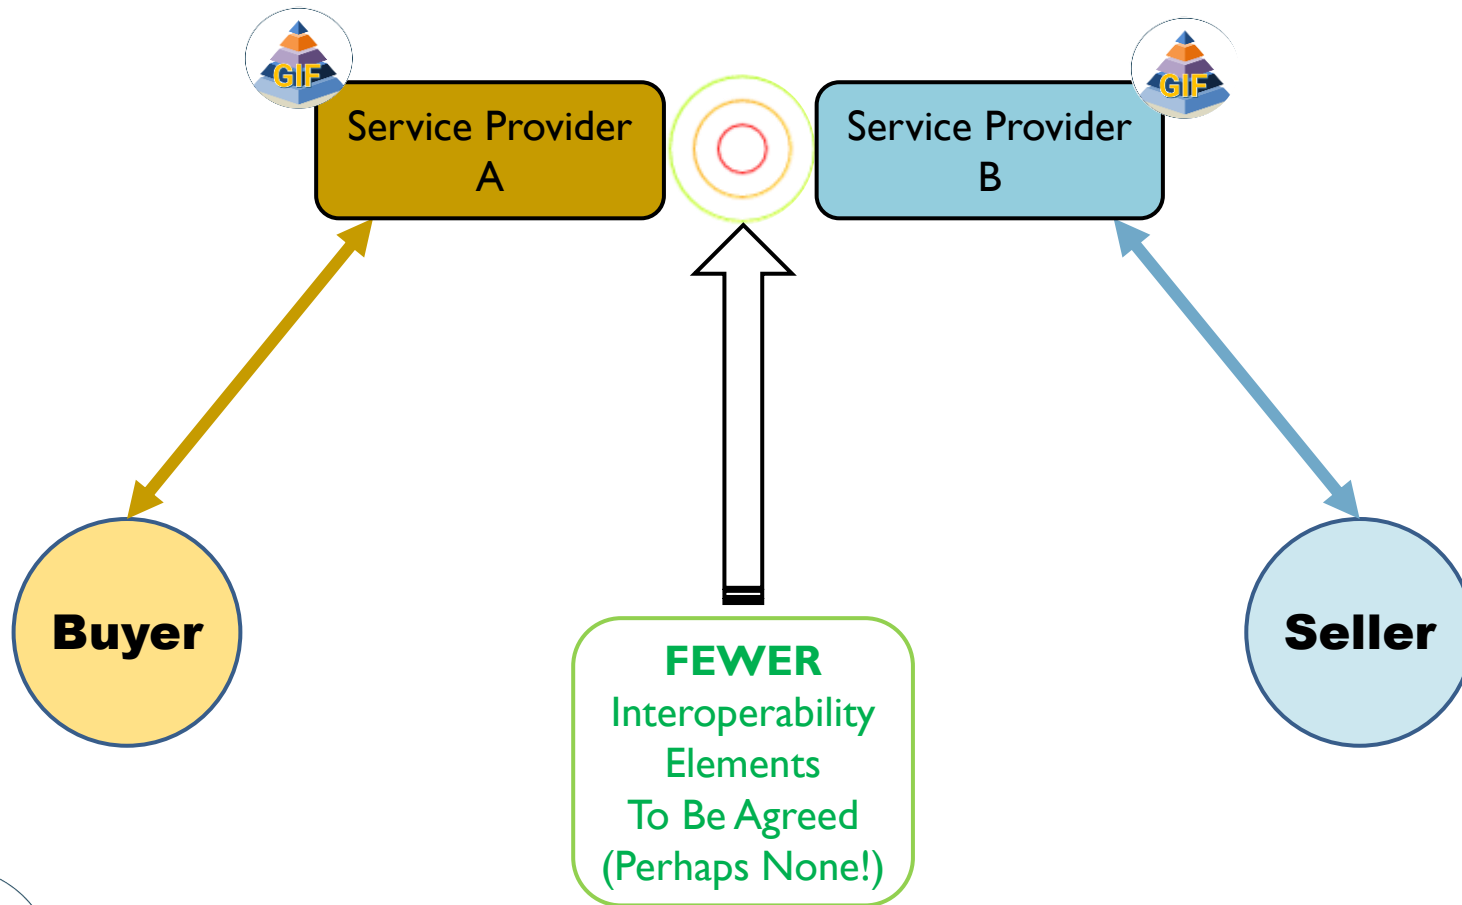 GIF
GIF
Service Provider
A
Service Provider
B
Buyer
Seller
FEWER
Interoperability
Elements
To Be Agreed
(Perhaps None!)